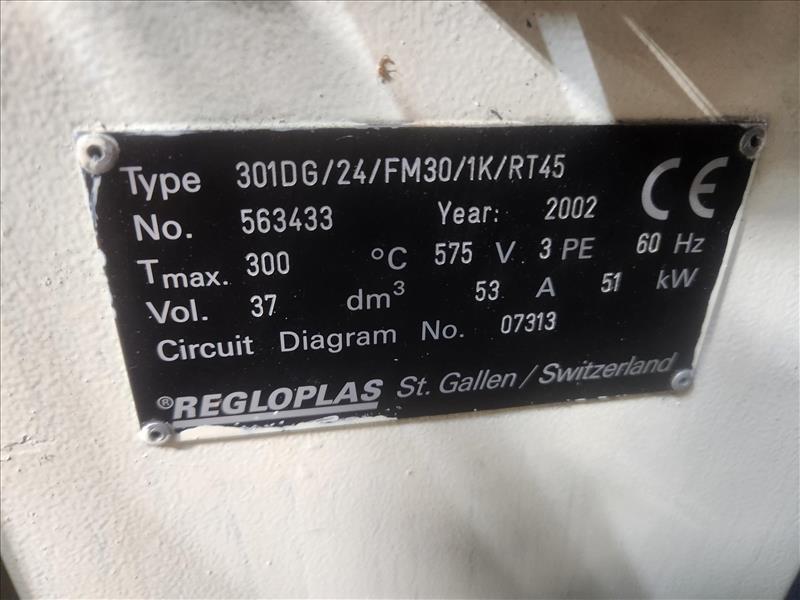 Type 301DG/24/FM30/1K/RT45
No. 563433 Year: 2002 CE
Tmax. 300 °C 575 V 3 PE 60 Hz
Vol. 37 dm³ 53 A 51 kW
Circuit Diagram No. 07313
®REGLOPLAS St. Gallen / Switzerland